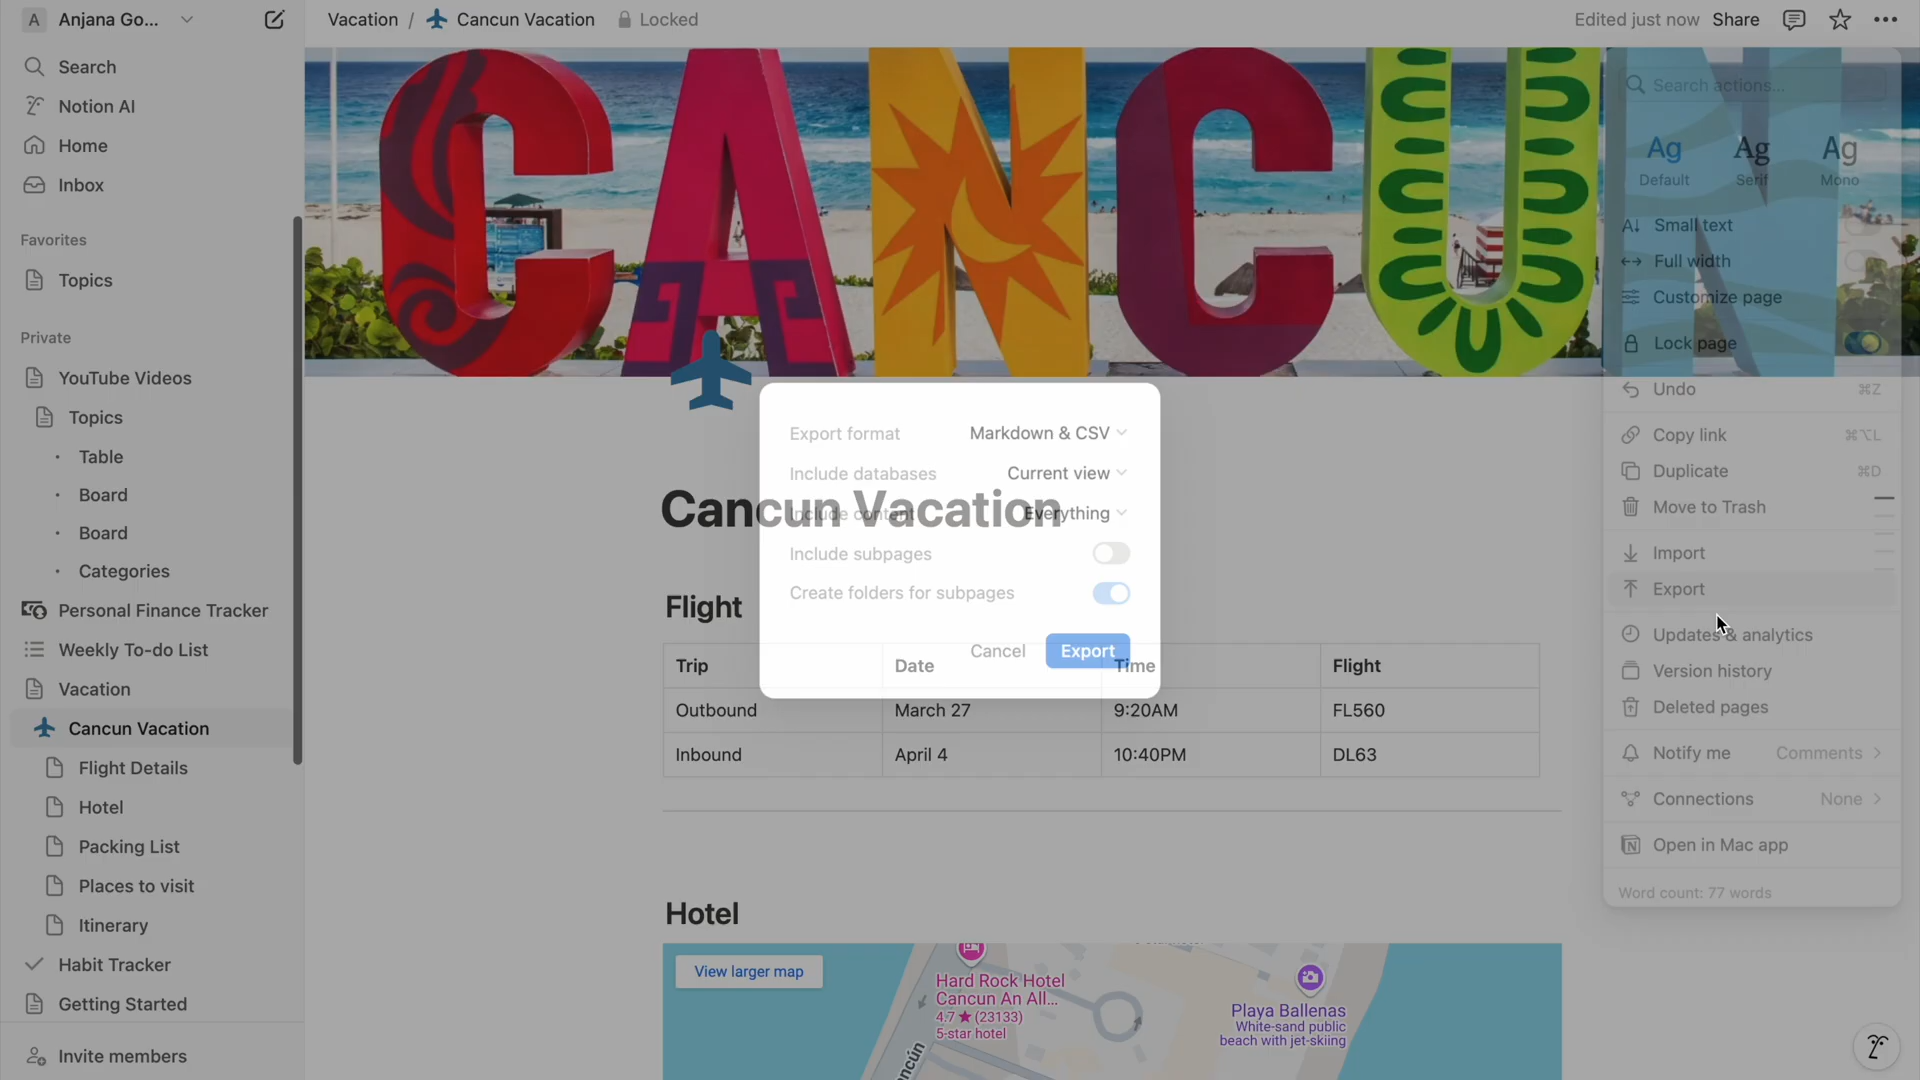 A Anjana Go...
Search
Notion AI
Home
Inbox
Favorites
Topics
Private
YouTube Videos
Topics
Table
Board
Board
Categories
Personal Finance Tracker
Weekly To-do List
Vacation
Cancun Vacation
Flight Details
Hotel
Packing List
Places to visit
Itinerary
Habit Tracker
Getting Started
Invite members
Vacation / Cancun Vacation Locked
Edited just now Share
CANCUN
Cancun Vacation
Flight
Trip Date Time Flight
Outbound March 27 9:20AM FL560
Inbound April 4 10:40PM DL63
Hotel
View larger map
Hard Rock Hotel
Cancun An All...
4.7 ★ (23133)
5-star hotel
Playa Ballenas
White-sand public
beach with jet-skiing
Export format Markdown & CSV
Include databases Current view
Include content Everything
Include subpages
Create folders for subpages
Cancel Export
Search actions...
Ag Ag Ag
Default Serif Mono
Small text
Full width
Customize page
Lock page
Undo ⌘Z
Copy link ⌘⌥L
Duplicate ⌘D
Move to Trash
Import
Export
Updates & analytics
Version history
Deleted pages
Notify me Comments
Connections None
Open in Mac app
Word count: 77 words